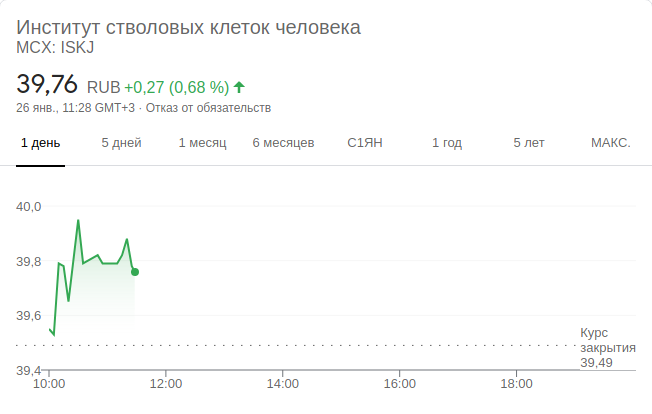 Институт стволовых клеток человека
MCX: ISKJ
39,76 RUB +0,27 (0,68 %)
26 янв., 11:28 GMT+3 · Отказ от обязательств
1 день 5 дней 1 месяц 6 месяцев С1ЯН 1 год 5 лет МАКС.
40,0
39,8
39,6
Курс
закрытия
39,49
39,4
10:00 12:00 14:00 16:00 18:00